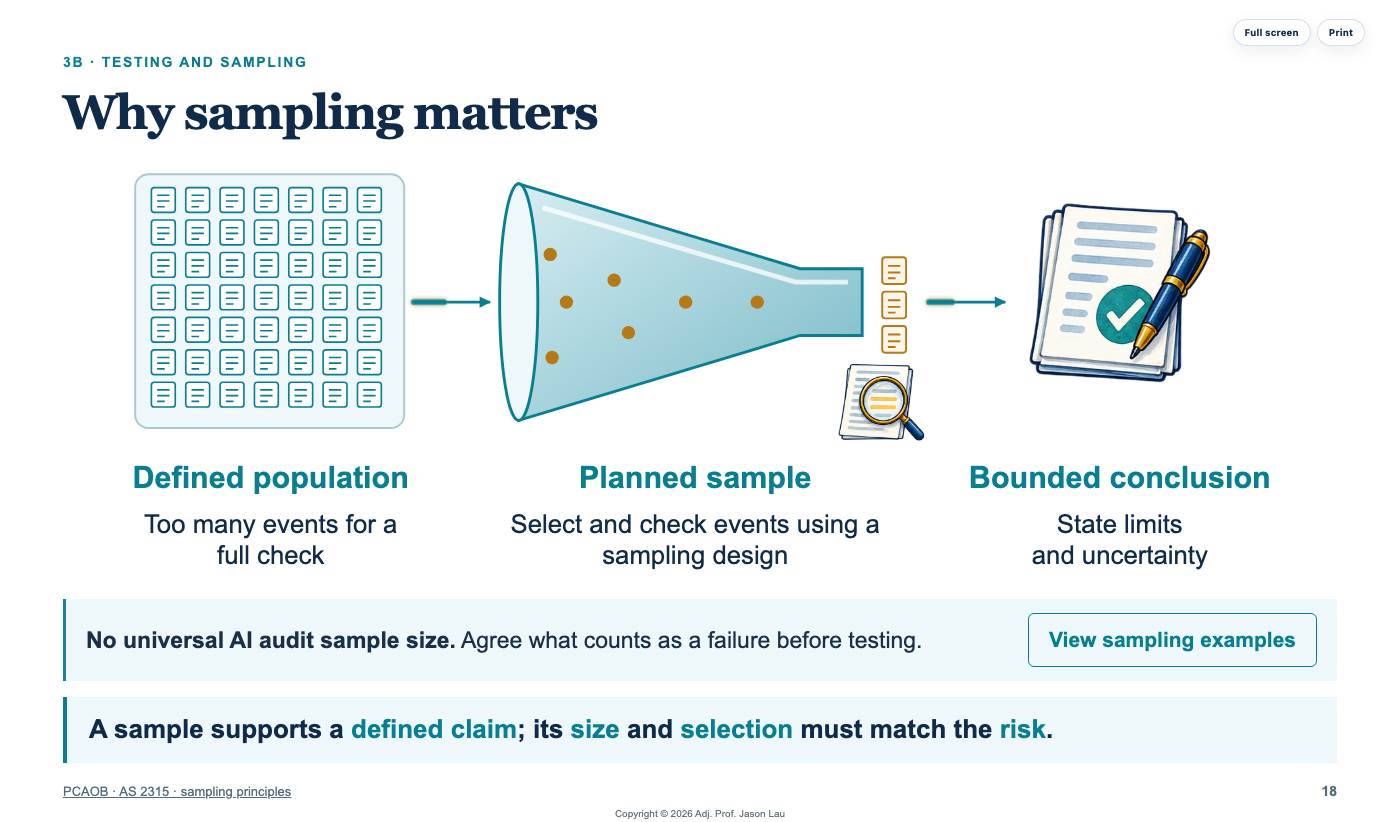 Full screen
Print
3B · TESTING AND SAMPLING
Why sampling matters
Defined population
Too many events for a
full check
Planned sample
Select and check events using a
sampling design
Bounded conclusion
State limits
and uncertainty
No universal AI audit sample size. Agree what counts as a failure before testing.
View sampling examples
A sample supports a defined claim; its size and selection must match the risk.
PCAOB · AS 2315 · sampling principles
18
Copyright © 2026 Adj. Prof. Jason Lau